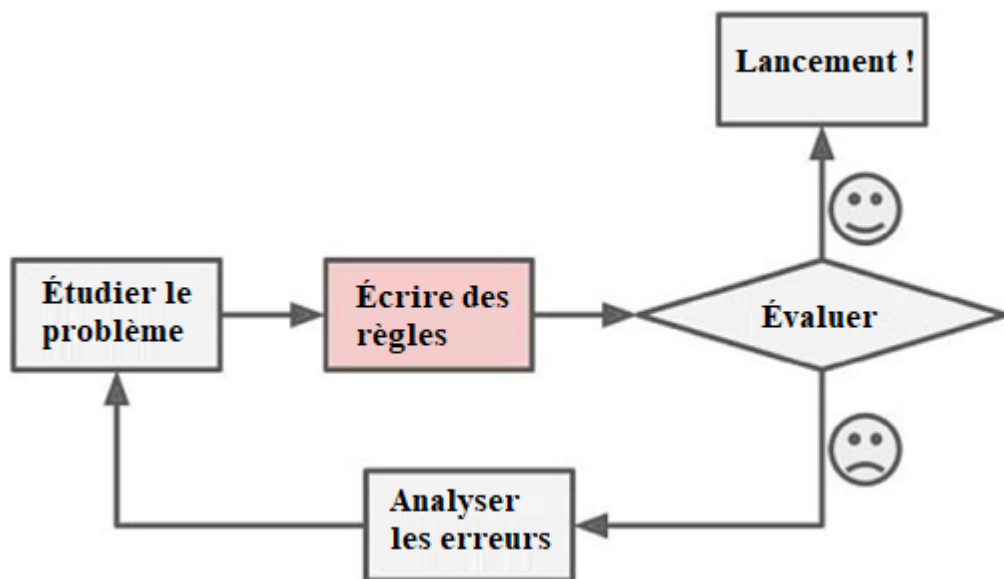 Lancement !
Étudier le
problème
Écrire des
règles
Évaluer
Analyser
les erreurs